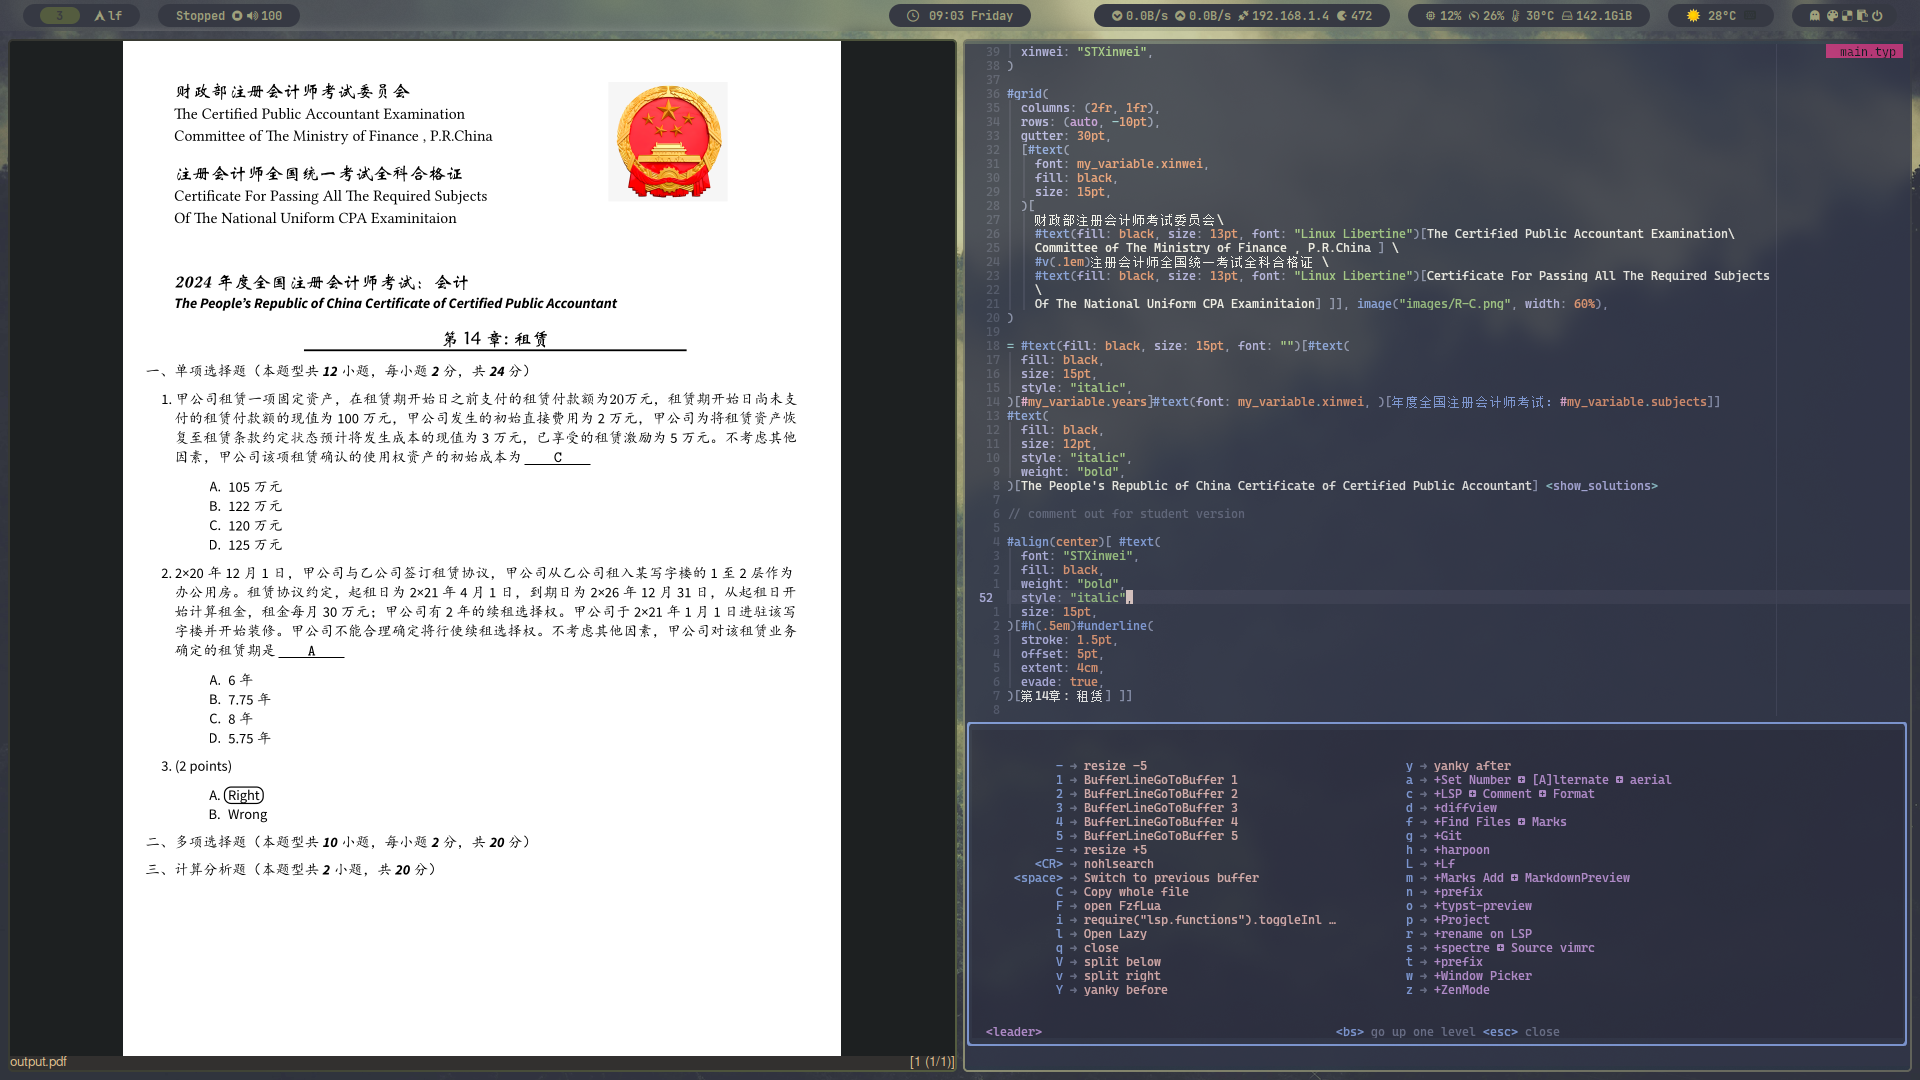 3 lf Stopped 100 09:03 Friday 0.0B/s 0.0B/s 192.168.1.4 472 12% 26% 30°C 142.1GiB 28°C
财政部注册会计师考试委员会
The Certified Public Accountant Examination
Committee of The Ministry of Finance , P.R.China
注册会计师全国统一考试全科合格证
Certificate For Passing All The Required Subjects
Of The National Uniform CPA Examinitaion
2024 年度全国注册会计师考试：会计
The People's Republic of China Certificate of Certified Public Accountant
第 14 章: 租赁
一、单项选择题（本题型共 12 小题，每小题 2 分，共 24 分）
1. 甲公司租赁一项固定资产，在租赁期开始日之前支付的租赁付款额为20万元，租赁期开始日尚未支
付的租赁付款额的现值为 100 万元，甲公司发生的初始直接费用为 2 万元，甲公司为将租赁资产恢
复至租赁条款约定状态预计将发生成本的现值为 3 万元，已享受的租赁激励为 5 万元。不考虑其他
因素，甲公司该项租赁确认的使用权资产的初始成本为 C
A. 105 万元
B. 122 万元
C. 120 万元
D. 125 万元
2. 2×20 年 12 月 1 日，甲公司与乙公司签订租赁协议，甲公司从乙公司租入某写字楼的 1 至 2 层作为
办公用房。租赁协议约定，起租日为 2×21 年 4 月 1 日，到期日为 2×26 年 12 月 31 日，从起租日开
始计算租金，租金每月 30 万元；甲公司有 2 年的续租选择权。甲公司于 2×21 年 1 月 1 日进驻该写
字楼并开始装修。甲公司不能合理确定将行使续租选择权。不考虑其他因素，甲公司对该租赁业务
确定的租赁期是 A
A. 6 年
B. 7.75 年
C. 8 年
D. 5.75 年
3. (2 points)
A. Right
B. Wrong
二、多项选择题（本题型共 10 小题，每小题 2 分，共 20 分）
三、计算分析题（本题型共 2 小题，共 20 分）
output.pdf [1 (1/1)]
main.typ
39 xinwei: "STXinwei",
38 )
37
36 #grid(
35 columns: (2fr, 1fr),
34 rows: (auto, -10pt),
33 gutter: 30pt,
32 [#text(
31 font: my_variable.xinwei,
30 fill: black,
29 size: 15pt,
28 )[
27 财政部注册会计师考试委员会\
26 #text(fill: black, size: 13pt, font: "Linux Libertine")[The Certified Public Accountant Examination\
25 Committee of The Ministry of Finance , P.R.China ] \
24 #v(.1em)注册会计师全国统一考试全科合格证 \
23 #text(fill: black, size: 13pt, font: "Linux Libertine")[Certificate For Passing All The Required Subjects
22 \
21 Of The National Uniform CPA Examinitaion] ]], image("images/R-C.png", width: 60%),
20 )
19
18 = #text(fill: black, size: 15pt, font: "")[#text(
17 fill: black,
16 size: 15pt,
15 style: "italic",
14 )[#my_variable.years]#text(font: my_variable.xinwei, )[年度全国注册会计师考试: #my_variable.subjects]]
13 #text(
12 fill: black,
11 size: 12pt,
10 style: "italic",
9 weight: "bold",
8 )[The People's Republic of China Certificate of Certified Public Accountant] <show_solutions>
7
6 // comment out for student version
5
4 #align(center)[ #text(
3 font: "STXinwei",
2 fill: black,
1 weight: "bold",
52 style: "italic",
1 size: 15pt,
2 )[#h(.5em)#underline(
3 stroke: 1.5pt,
4 offset: 5pt,
5 extent: 4cm,
6 evade: true,
7 )[第14章: 租赁] ]]
8
- → resize -5
1 → BufferLineGoToBuffer 1
2 → BufferLineGoToBuffer 2
3 → BufferLineGoToBuffer 3
4 → BufferLineGoToBuffer 4
5 → BufferLineGoToBuffer 5
= → resize +5
<CR> → nohlsearch
<space> → Switch to previous buffer
C → Copy whole file
F → open FzfLua
i → require("lsp.functions").toggleInl …
l → Open Lazy
q → close
V → split below
v → split right
Y → yanky before
y → yanky after
a → +Set Number [A]lternate aerial
c → +LSP Comment Format
d → +diffview
f → +Find Files Marks
g → +Git
h → +harpoon
L → +Lf
m → +Marks Add MarkdownPreview
n → +prefix
o → +typst-preview
p → +Project
r → +rename on LSP
s → +spectre Source vimrc
t → +prefix
w → +Window Picker
z → +ZenMode
<leader> <bs> go up one level <esc> close